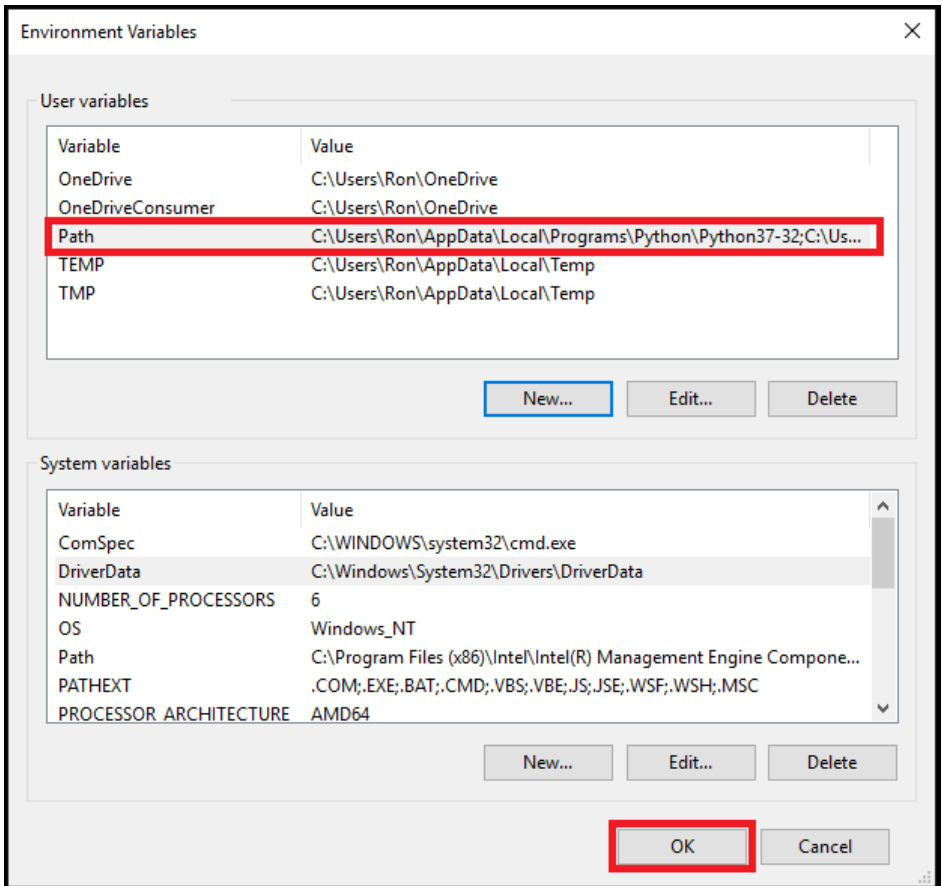 Environment Variables
User variables
Variable Value
OneDrive C:\Users\Ron\OneDrive
OneDriveConsumer C:\Users\Ron\OneDrive
Path C:\Users\Ron\AppData\Local\Programs\Python\Python37-32;C:\Us...
TEMP C:\Users\Ron\AppData\Local\Temp
TMP C:\Users\Ron\AppData\Local\Temp
New... Edit... Delete
System variables
Variable Value
ComSpec C:\WINDOWS\system32\cmd.exe
DriverData C:\Windows\System32\Drivers\DriverData
NUMBER_OF_PROCESSORS 6
OS Windows_NT
Path C:\Program Files (x86)\Intel\Intel(R) Management Engine Compone...
PATHEXT .COM;.EXE;.BAT;.CMD;.VBS;.VBE;.JS;.JSE;.WSF;.WSH;.MSC
PROCESSOR_ARCHITECTURE AMD64
New... Edit... Delete
OK Cancel